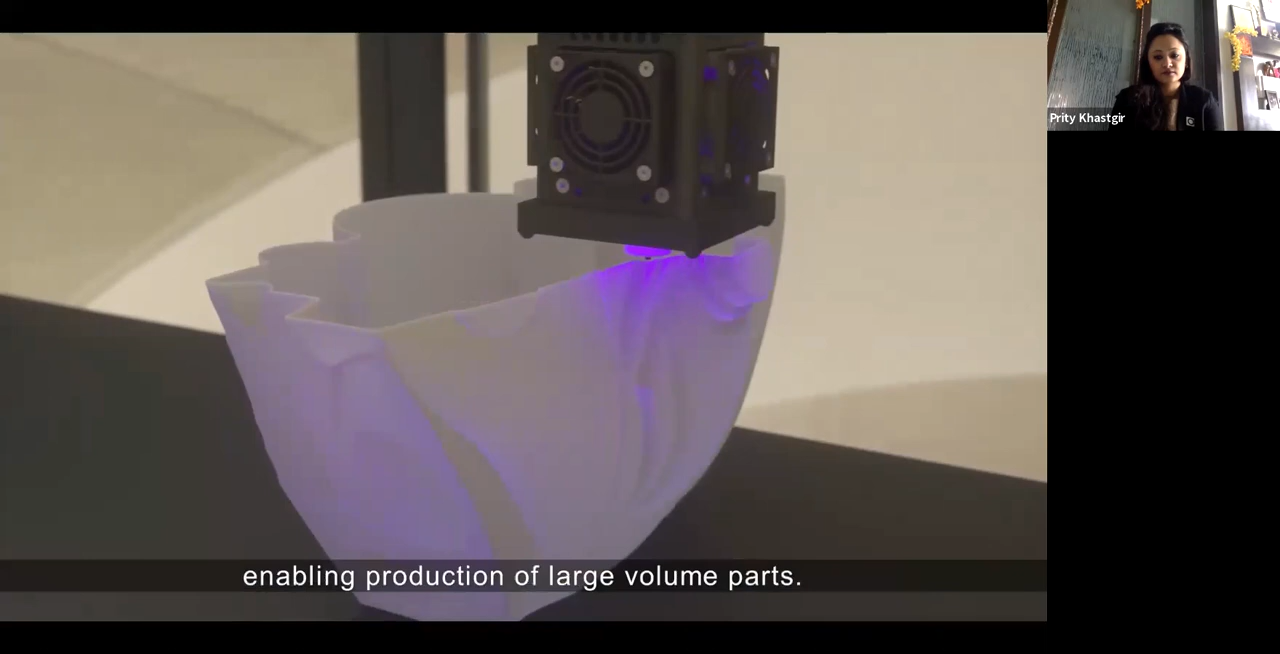 Prity Khastgir
enabling production of large volume parts.